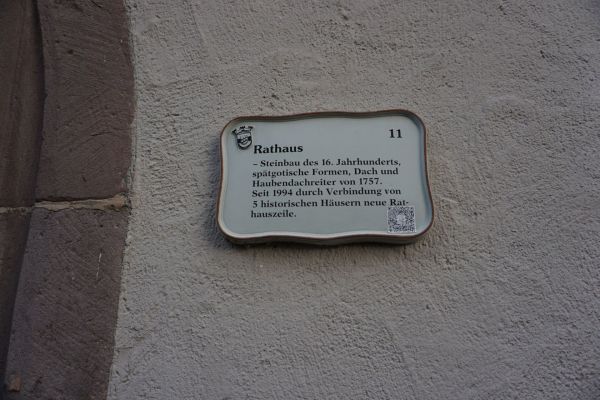 11
Rathaus
– Steinbau des 16. Jahrhunderts,
spätgotische Formen, Dach und
Haubendachreiter von 1757.
Seit 1994 durch Verbindung von
5 historischen Häusern neue Rat-
hauszeile.